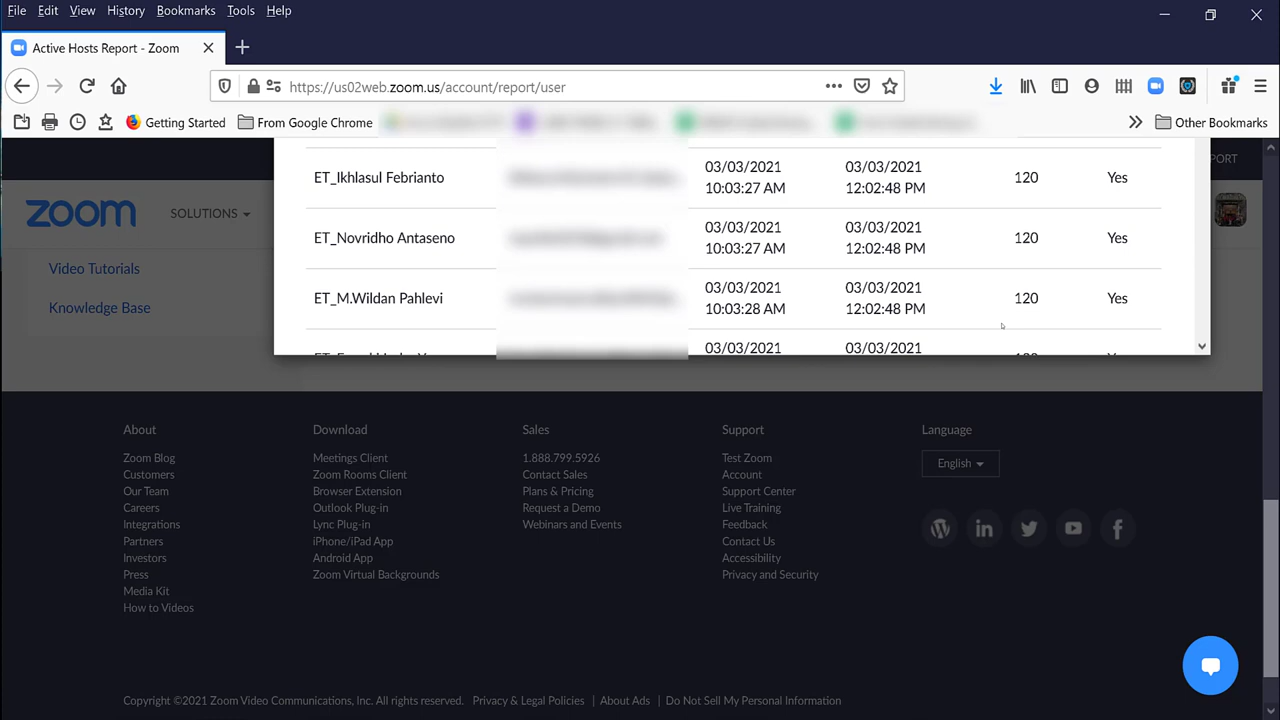 File Edit View History Bookmarks Tools Help
Active Hosts Report - Zoom
https://us02web.zoom.us/account/report/user
Getting Started From Google Chrome Other Bookmarks
PORT
zoom SOLUTIONS
Video Tutorials
Knowledge Base
ET_Ikhlasul Febrianto 03/03/2021 10:03:27 AM 03/03/2021 12:02:48 PM 120 Yes
ET_Novridho Antaseno 03/03/2021 10:03:27 AM 03/03/2021 12:02:48 PM 120 Yes
ET_M.Wildan Pahlevi 03/03/2021 10:03:28 AM 03/03/2021 12:02:48 PM 120 Yes
03/03/2021 03/03/2021
About
Zoom Blog
Customers
Our Team
Careers
Integrations
Partners
Investors
Press
Media Kit
How to Videos
Download
Meetings Client
Zoom Rooms Client
Browser Extension
Outlook Plug-in
Lync Plug-in
iPhone/iPad App
Android App
Zoom Virtual Backgrounds
Sales
1.888.799.5926
Contact Sales
Plans & Pricing
Request a Demo
Webinars and Events
Support
Test Zoom
Account
Support Center
Live Training
Feedback
Contact Us
Accessibility
Privacy and Security
Language
English
Copyright ©2021 Zoom Video Communications, Inc. All rights reserved. Privacy & Legal Policies | About Ads | Do Not Sell My Personal Information